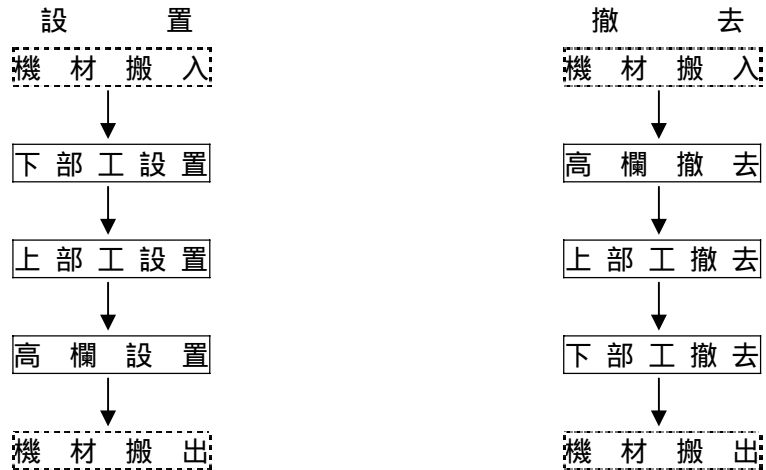 設置
機材搬入
下部工設置
上部工設置
高欄設置
機材搬出
撤去
機材搬入
高欄撤去
上部工撤去
下部工撤去
機材搬出